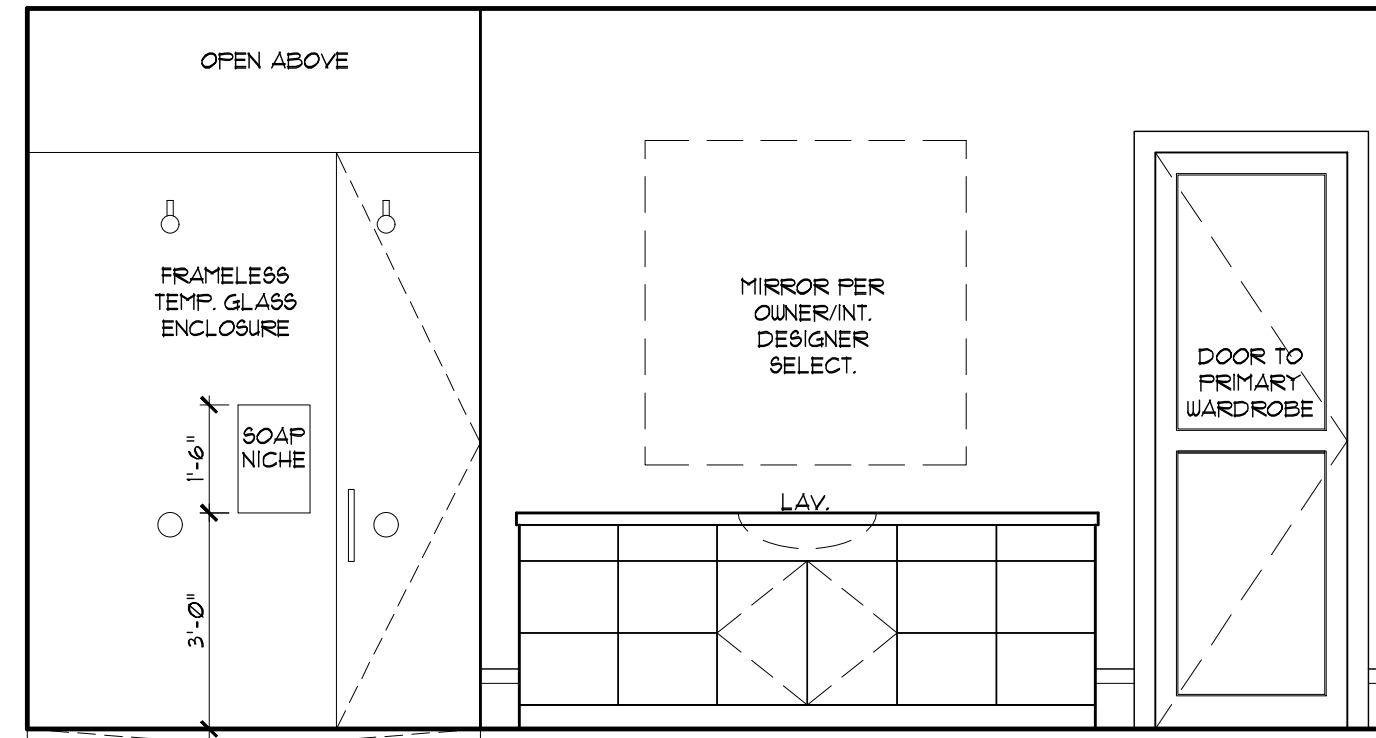 OPEN ABOVE
FRAMELESS
TEMP. GLASS
ENCLOSURE
SOAP
NICHE
1'-6"
3'-0"
MIRROR PER
OWNER/INT.
DESIGNER
SELECT.
LAV.
DOOR TO
PRIMARY
WARDROBE